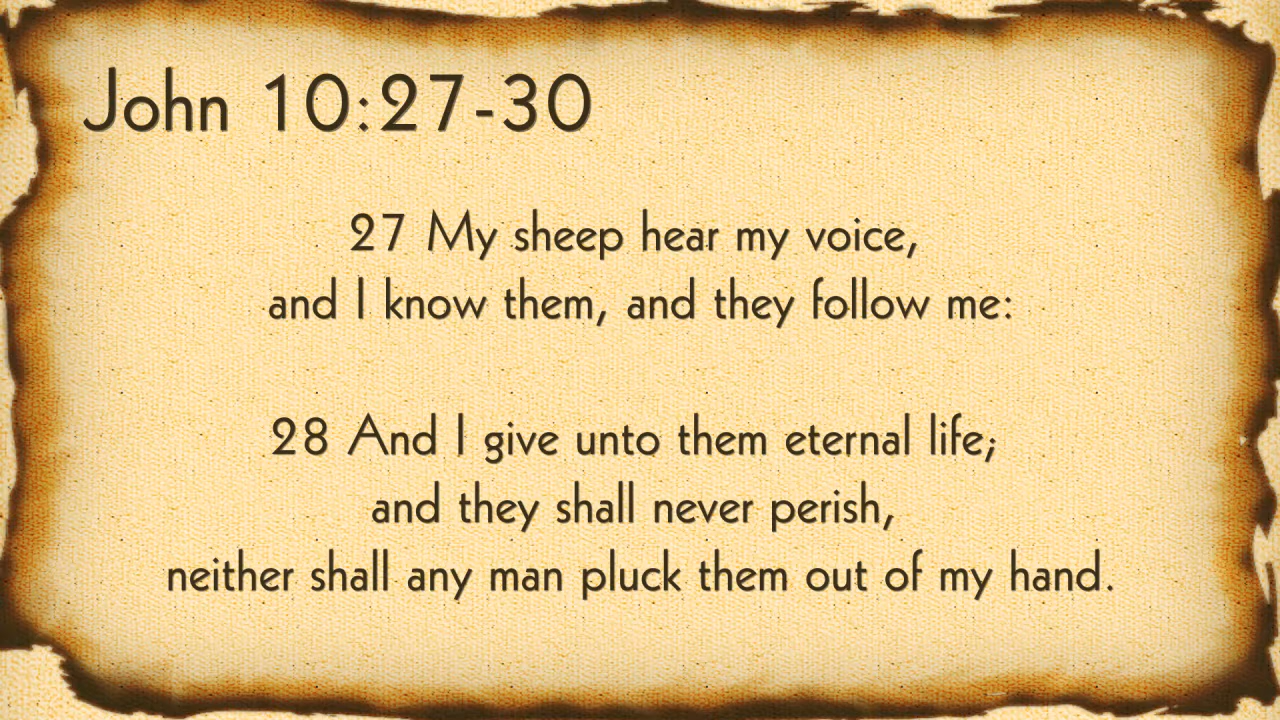 John 10:27-30
27 My sheep hear my voice,
and I know them, and they follow me:
28 And I give unto them eternal life;
and they shall never perish,
neither shall any man pluck them out of my hand.